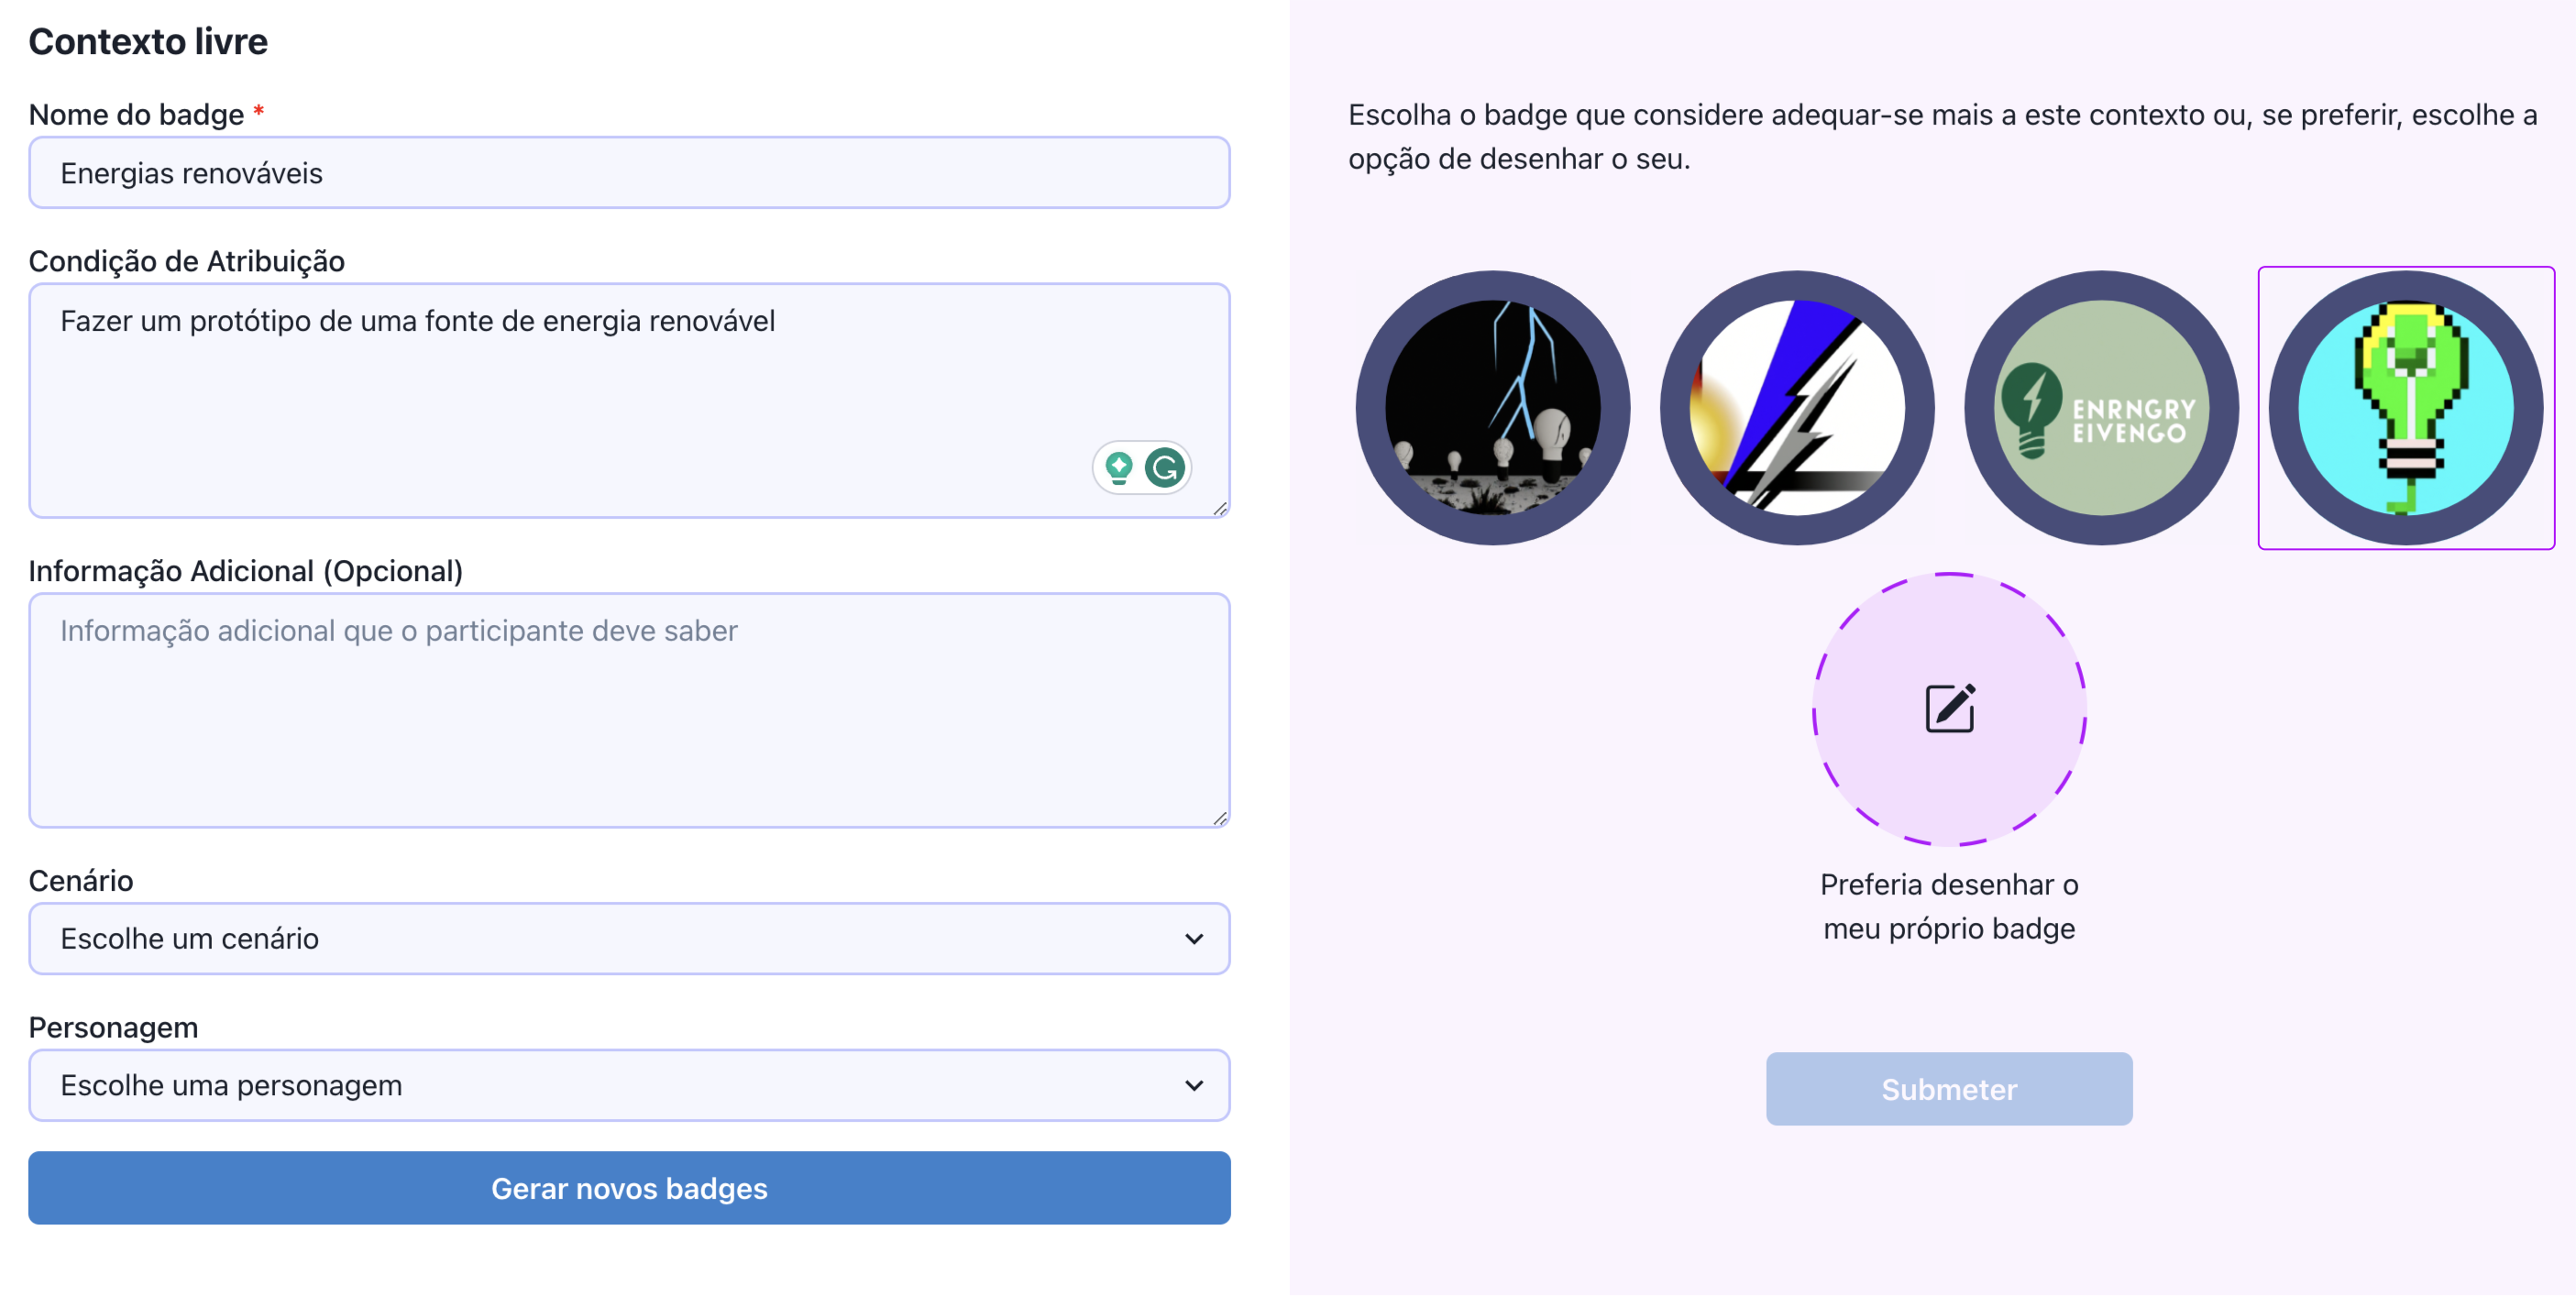 Contexto livre
Nome do badge *
Energias renováveis
Condição de Atribuição
Fazer um protótipo de uma fonte de energia renovável
Informação Adicional (Opcional)
Informação adicional que o participante deve saber
Cenário
Escolhe um cenário
Personagem
Escolhe uma personagem
Gerar novos badges
Escolha o badge que considere adequar-se mais a este contexto ou, se preferir, escolhe a
opção de desenhar o seu.
ENRNGRY
EIVENGO
Preferia desenhar o
meu próprio badge
Submeter